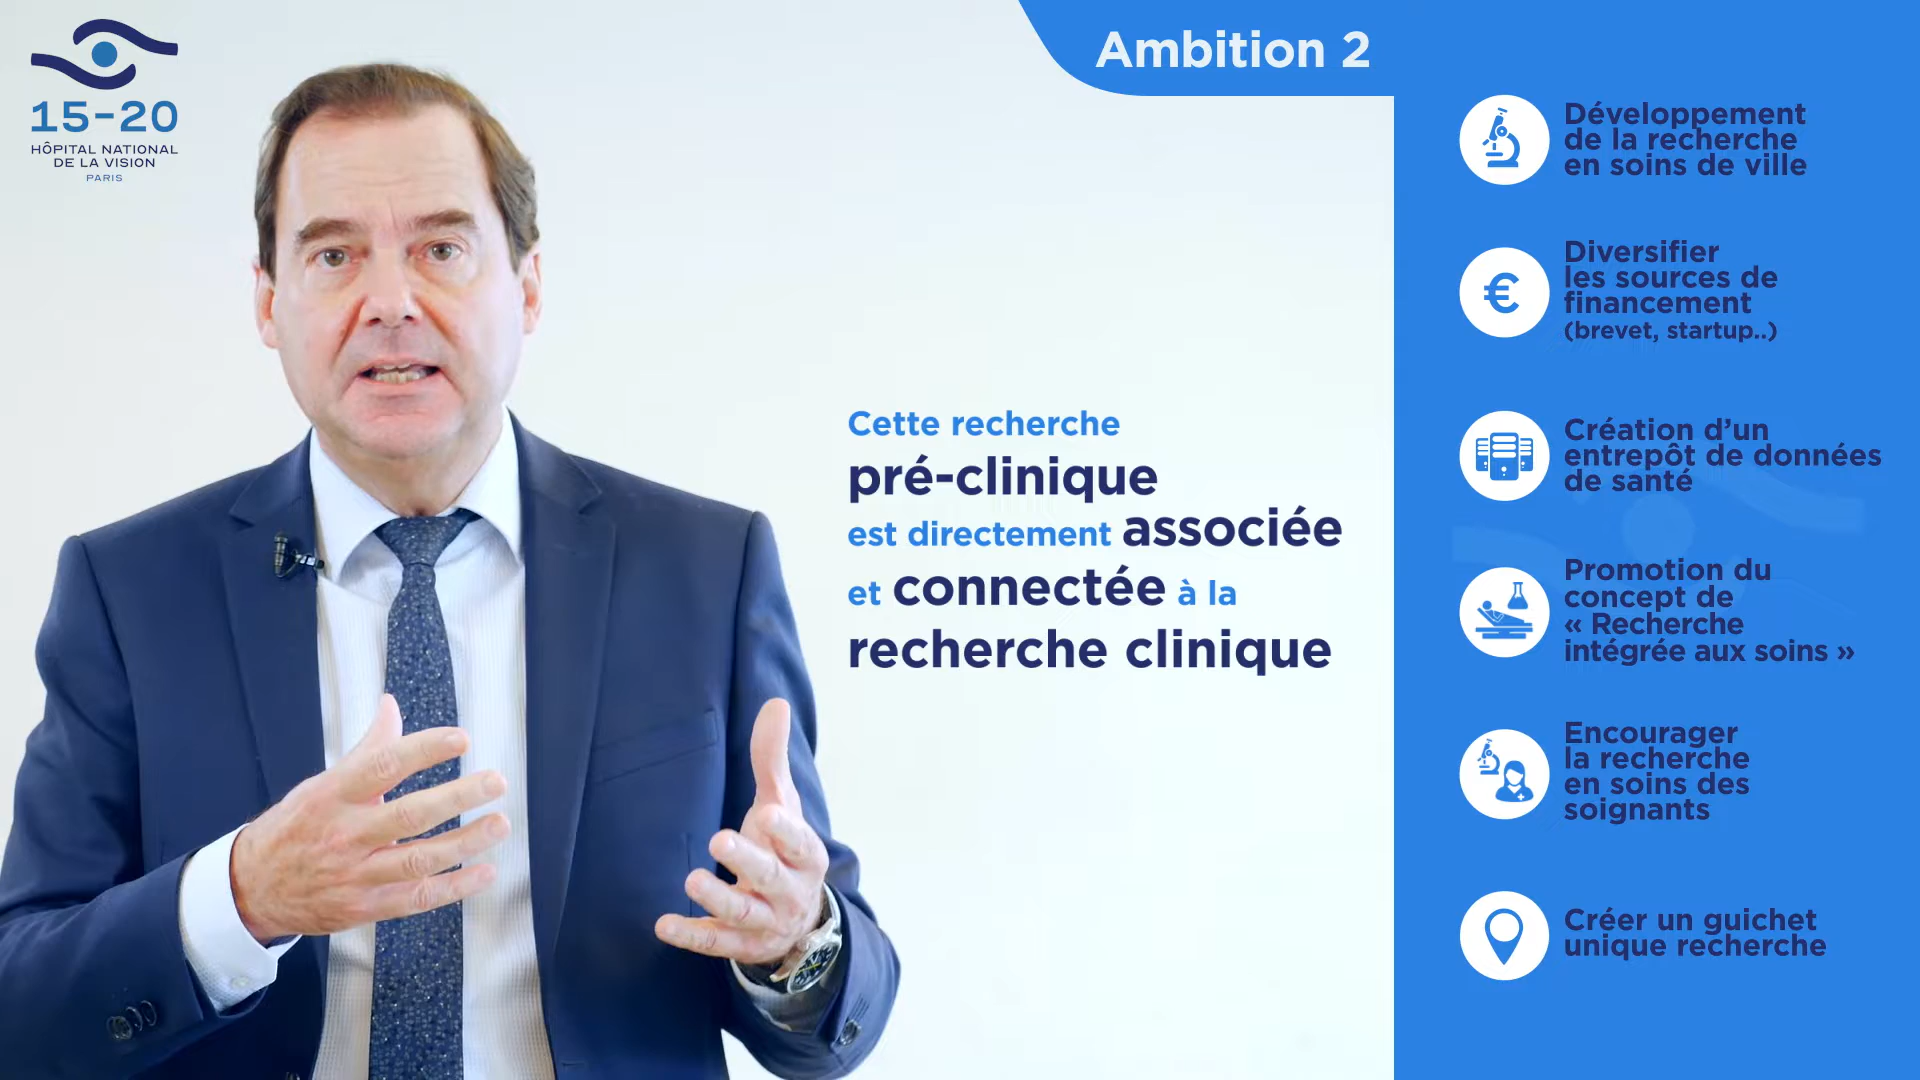 15-20
HÔPITAL NATIONAL
DE LA VISION
PARIS
Ambition 2
Cette recherche
pré-clinique
est directement associée
et connectée à la
recherche clinique
Développement
de la recherche
en soins de ville
Diversifier
les sources de
financement
(brevet, startup..)
Création d’un
entrepôt de données
de santé
Promotion du
concept de
« Recherche
intégrée aux soins »
Encourager
la recherche
en soins des
soignants
Créer un guichet
unique recherche